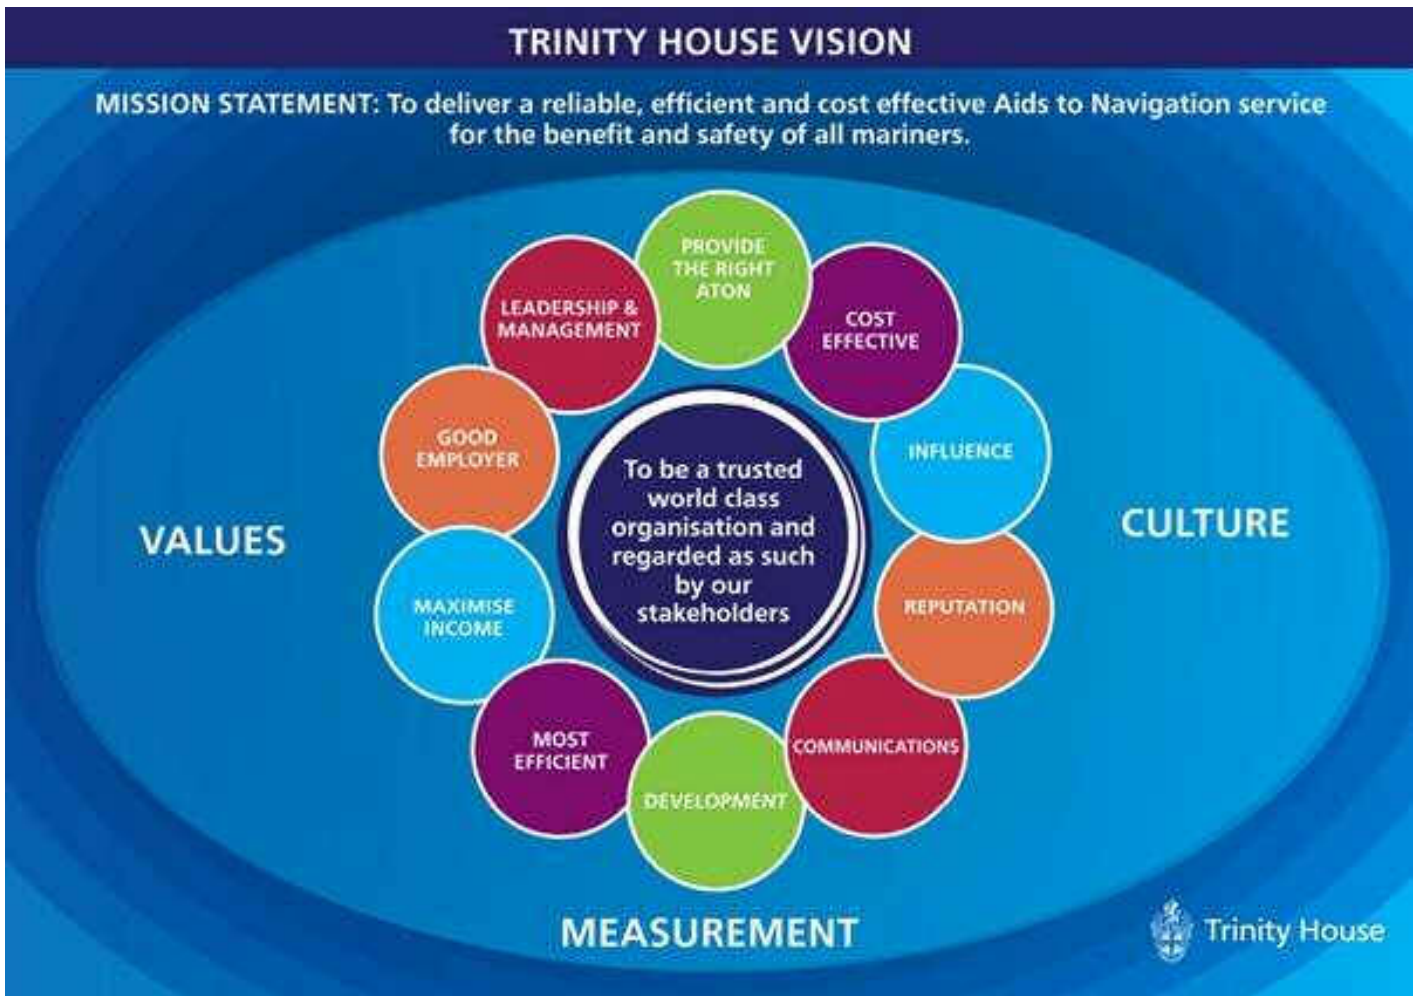 TRINITY HOUSE VISION
MISSION STATEMENT: To deliver a reliable, efficient and cost effective Aids to Navigation service
for the benefit and safety of all mariners.
PROVIDE
THE RIGHT
ATON
COST
EFFECTIVE
INFLUENCE
REPUTATION
COMMUNICATIONS
DEVELOPMENT
MOST
EFFICIENT
MAXIMISE
INCOME
GOOD
EMPLOYER
LEADERSHIP &
MANAGEMENT
To be a trusted
world class
organisation and
regarded as such
by our
stakeholders
VALUES
CULTURE
MEASUREMENT
Trinity House